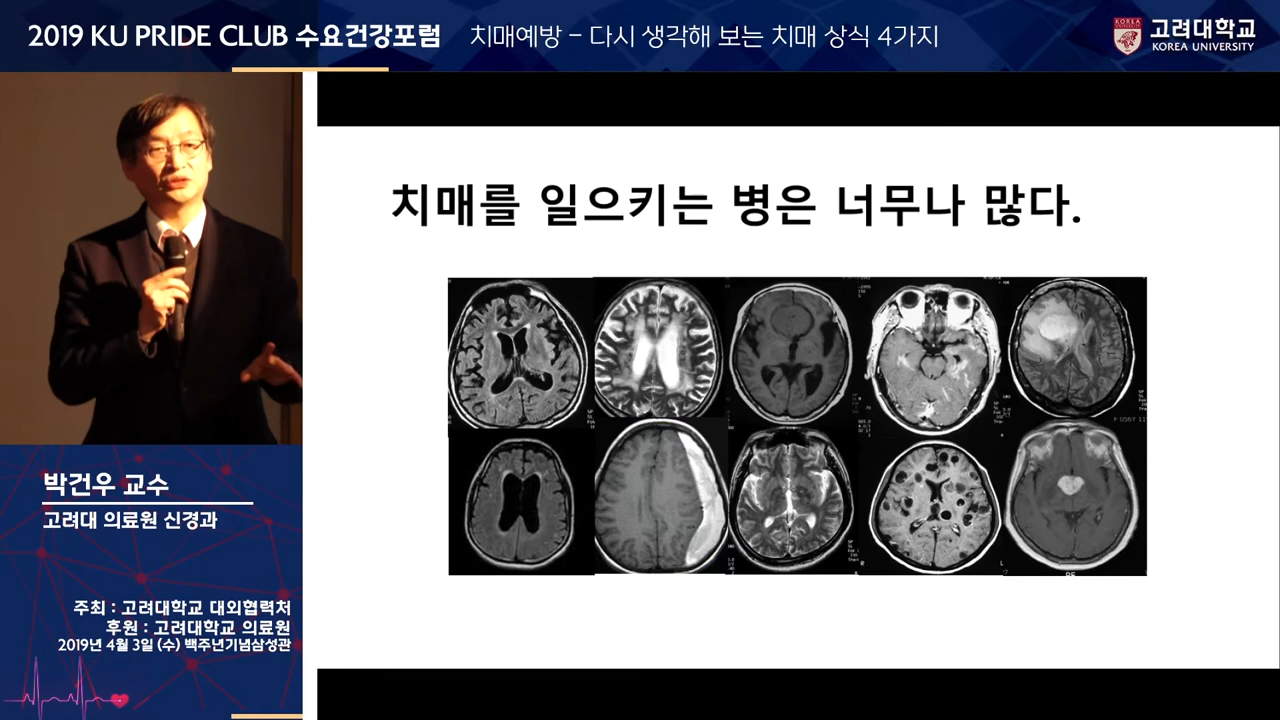 2019 KU PRIDE CLUB 수요건강포럼
치매예방 – 다시 생각해 보는 치매 상식 4가지
KOREA
고려대학교
KOREA UNIVERSITY
치매를 일으키는 병은 너무나 많다.
박건우 교수
고려대 의료원 신경과
주최 : 고려대학교 대외협력처
후원 : 고려대학교 의료원
2019년 4월 3일 (수) 백주년기념삼성관